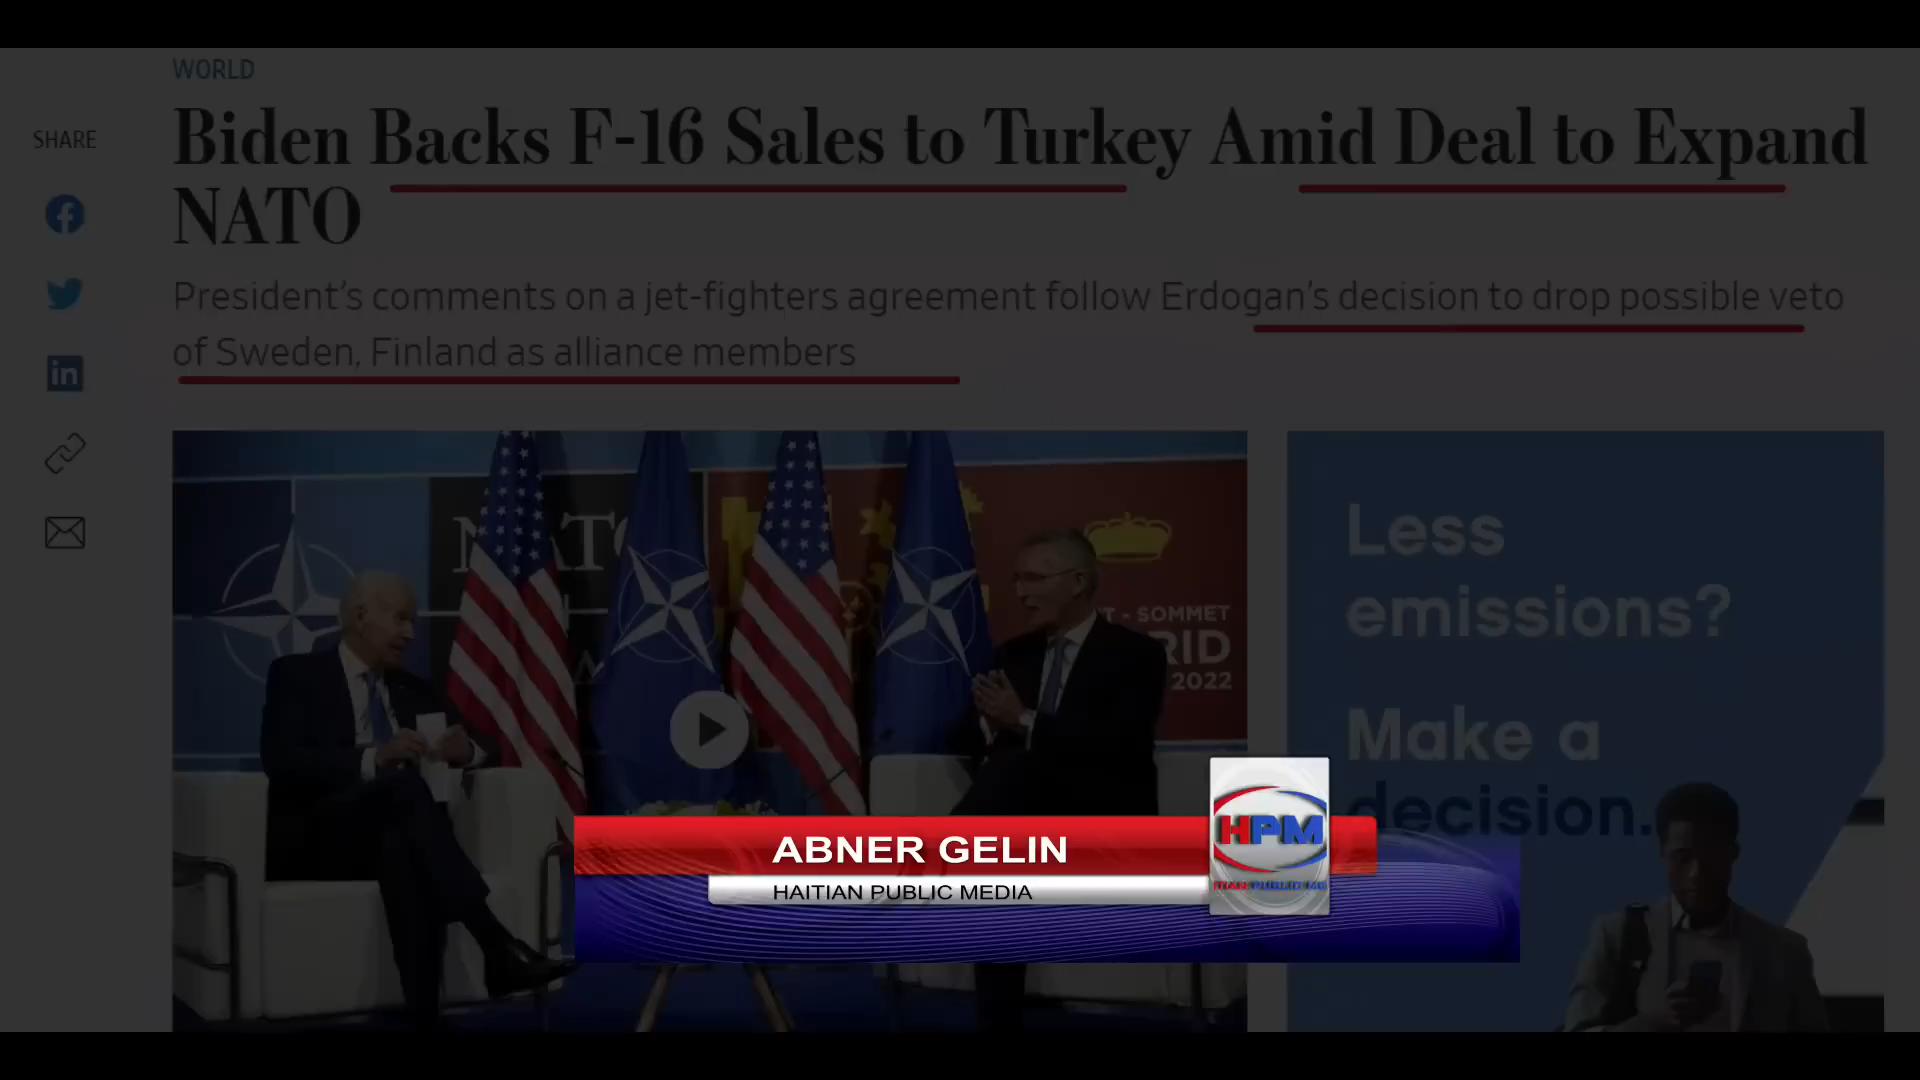 WORLD
Biden Backs F-16 Sales to Turkey Amid Deal to Expand
NATO
SHARE
President's comments on a jet-fighters agreement follow Erdogan's decision to drop possible veto
of Sweden, Finland as alliance members
in
T - SOMMET
2022
Less
emissions?
Make a
decision.
HPM
ABNER GELIN
HAITIAN PUBLIC MEDIA